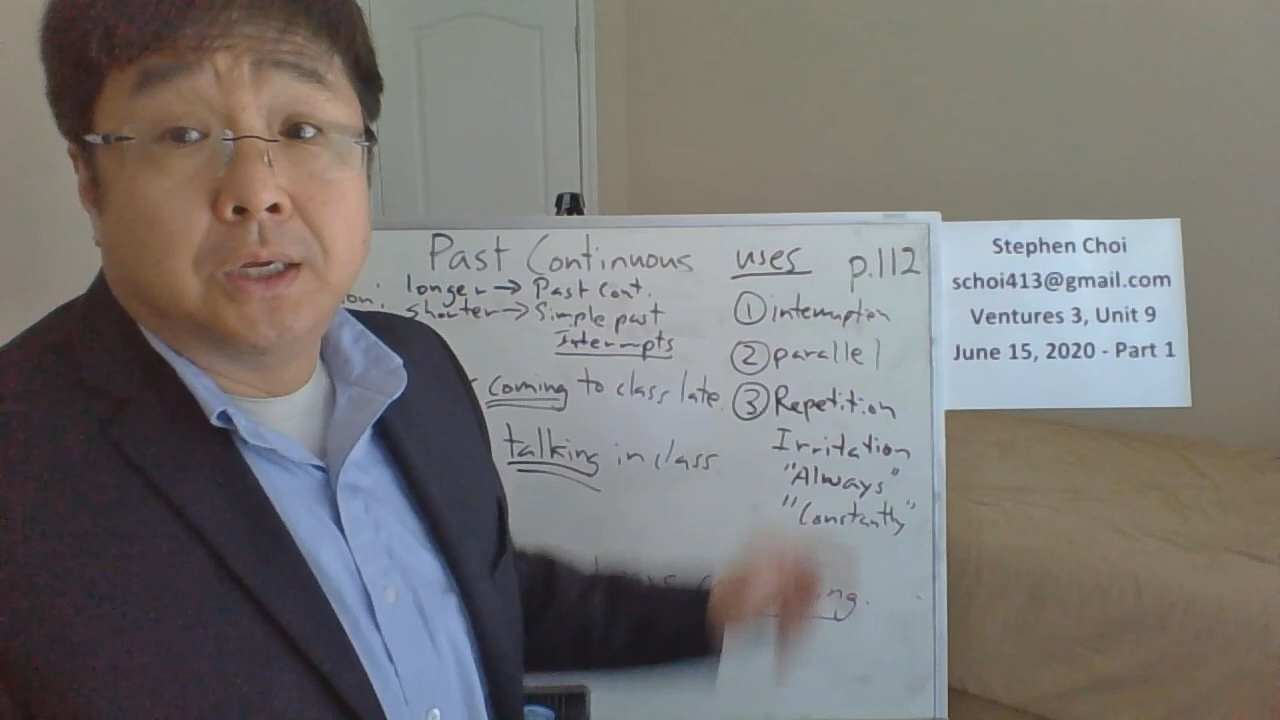 Past Continuous uses p.112
on: longer → Past Cont.
shorter → Simple past
Interrupts
① interruption
② parallel
coming to class late.
③ Repetition
talking in class
Irritation
"Always"
"Constantly"
ing.
Stephen Choi
schoi413@gmail.com
Ventures 3, Unit 9
June 15, 2020 - Part 1